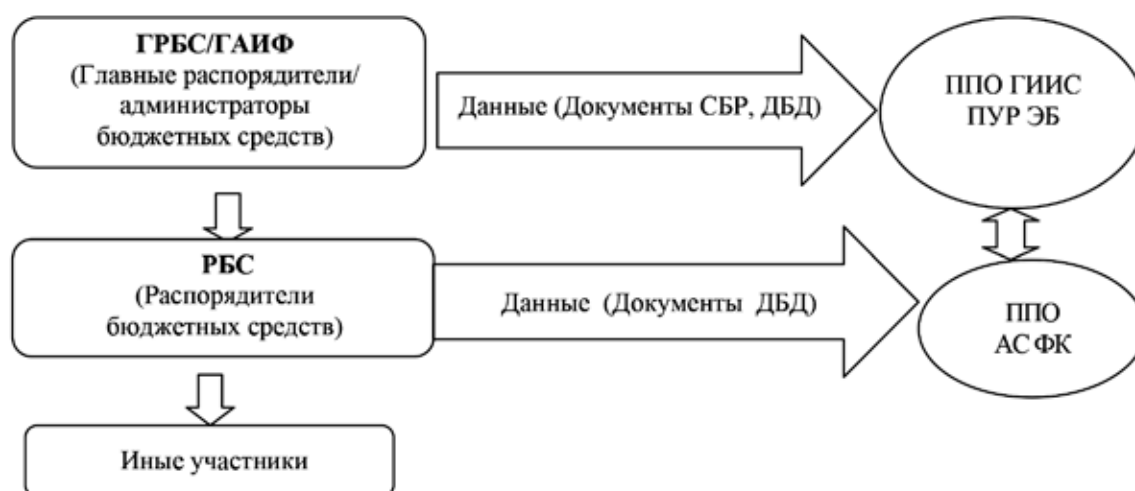 ГРБС/ГАИФ
(Главные распорядители/
администраторы
бюджетных средств)
Данные (Документы СБР, ДБД)
ППО ГИИС
ПУР ЭБ
РБС
(Распорядители
бюджетных средств)
Данные (Документы ДБД)
ППО
АС ФК
Иные участники